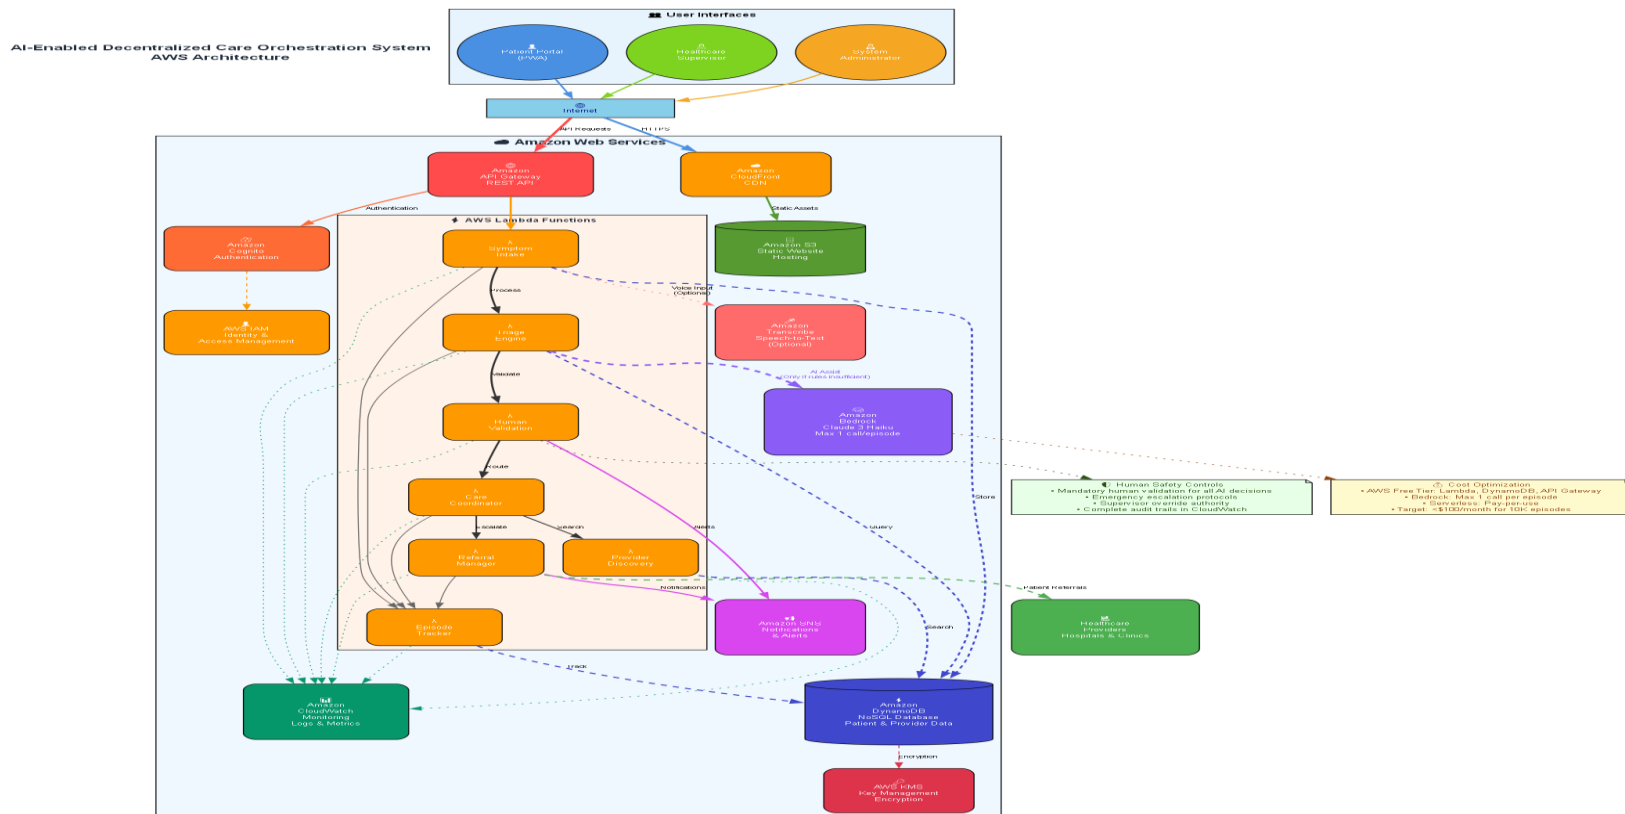 AI-Enabled Decentralized Care Orchestration System
AWS Architecture
User Interfaces
Patient Portal
(PWA)
Healthcare
Supervisor
System
Administrator
Internet
API Requests
HTTPS
Amazon Web Services
Amazon
API Gateway
REST API
Amazon
CloudFront
CDN
Authentication
Static Assets
AWS Lambda Functions
Amazon
Cognito
Authentication
Symptom
Intake
Amazon S3
Static Website
Hosting
Process
Voice Input
(Optional)
AWS IAM
Identity &
Access Management
Triage
Engine
Amazon
Transcribe
Speech-to-Text
(Optional)
Validate
AI Assist
(Only if rules insufficient)
Human
Validation
Amazon
Bedrock
Claude 3 Haiku
Max 1 call/episode
Route
Care
Coordinator
Store
Human Safety Controls
• Mandatory human validation for all AI decisions
• Emergency escalation protocols
• Supervisor override authority
• Complete audit trails in CloudWatch
Cost Optimization
• AWS Free Tier: Lambda, DynamoDB, API Gateway
• Bedrock: Max 1 call per episode
• Serverless: Pay-per-use
• Target: <$100/month for 10K episodes
Escalate
Search
Alerts
Query
Referral
Manager
Provider
Discovery
Notifications
Patient Referrals
Episode
Tracker
Amazon SNS
Notifications
& Alerts
Search
Healthcare
Providers
Hospitals & Clinics
Track
Amazon
CloudWatch
Monitoring
Logs & Metrics
Amazon
DynamoDB
NoSQL Database
Patient & Provider Data
Encryption
AWS KMS
Key Management
Encryption